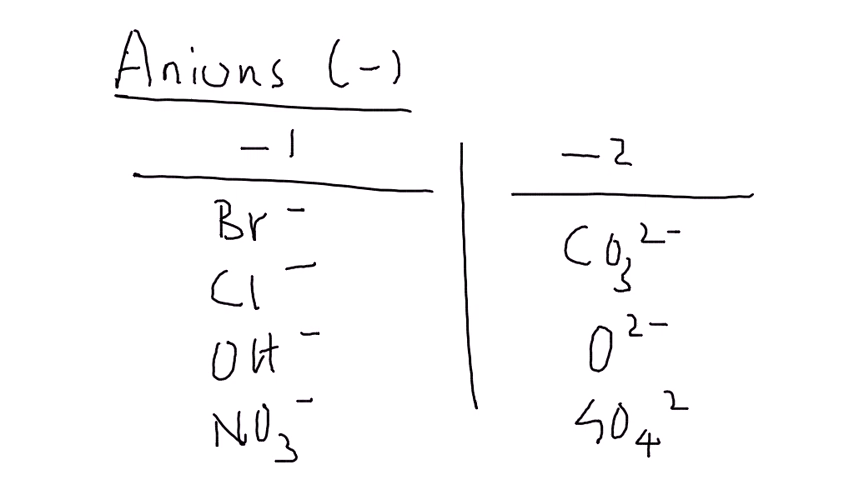 Anions (-)
-1 -2
Br⁻ CO₃²⁻
Cl⁻ O²⁻
OH⁻ SO₄²
NO₃⁻